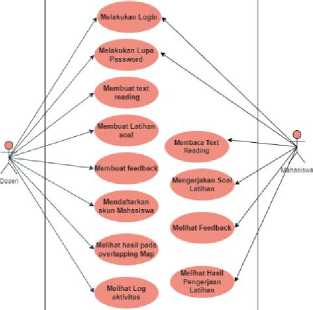 Melakukan Login
Melakukan Lupa
Password
Membuat text
reading
Membuat Latihan
soal
Membuat feedback
Mendaftarkan
akun Mahasiswa
Melihat hasil pada
overlapping Map
Melihat Log
aktivitas
Membaca Text
Reading
Mengerjakan Soal
Latihan
Melihat Feedback
Melihat Hasil
Pengerjaan
Latihan
Dosen
Mahasiswa